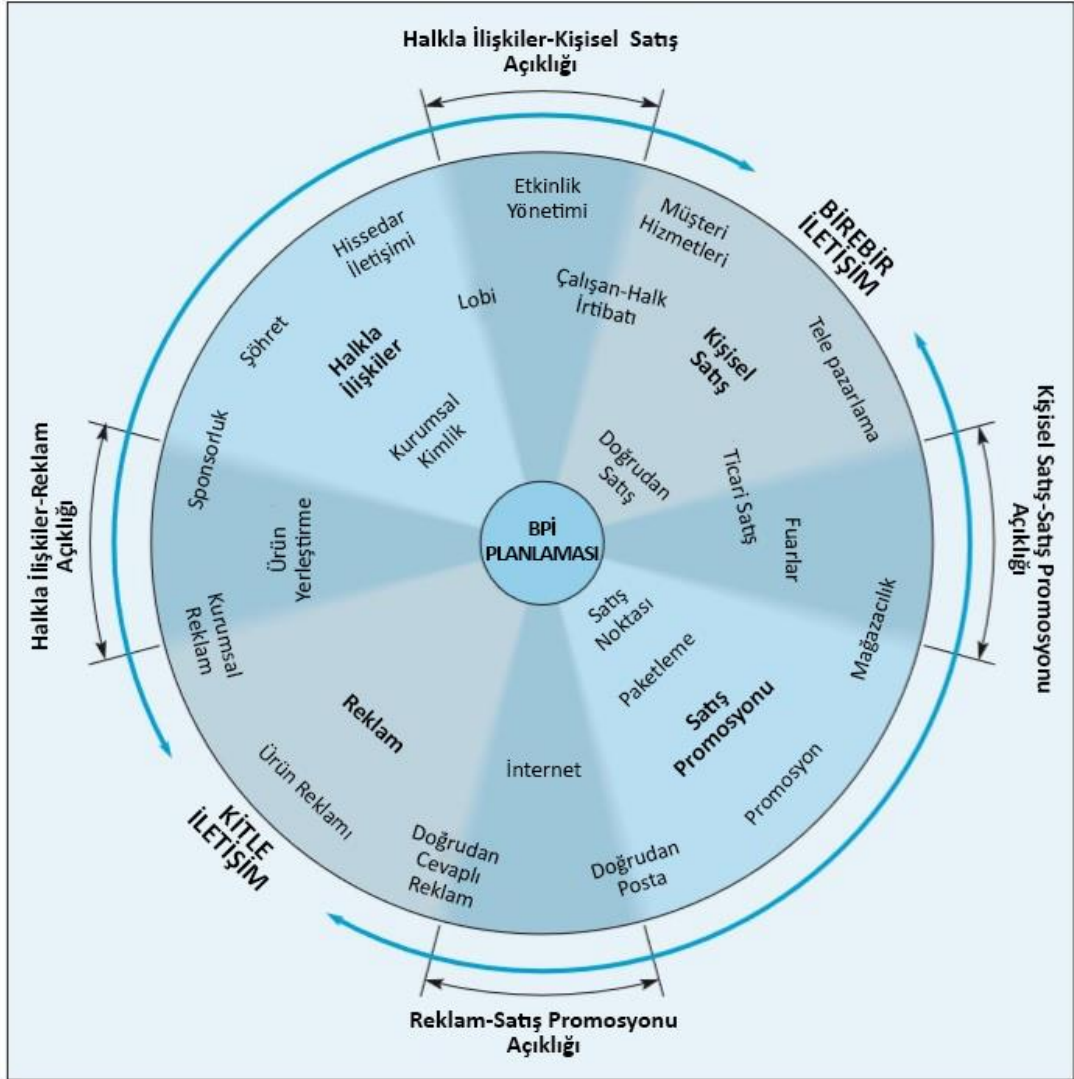 Halkla İlişkiler-Kişisel Satış
Açıklığı
Etkinlik
Yönetimi
Müşteri
Hizmetleri
BİREBİR
İLETİŞİM
Hissedar
İletişimi
Lobi
Çalışan-Halk
İrtibatı
Şöhret
Halkla
İlişkiler
Kişisel
Satış
Tele pazarlama
Kurumsal
Kimlik
Doğrudan
Satış
Ticari Satış
Sponsorluk
Halkla İlişkiler-Reklam
Açıklığı
Ürün
Yerleştirme
BPİ
PLANLAMASI
Fuarlar
Kişisel Satış-Satış Promosyonu
Açıklığı
Kurumsal
Reklam
Satış
Noktası
Paketleme
Mağazacılık
Reklam
Satış
Promosyonu
İnternet
Promosyon
Ürün Reklamı
KİTLE
İLETİŞİM
Doğrudan
Cevaplı
Reklam
Doğrudan
Posta
Reklam-Satış Promosyonu
Açıklığı